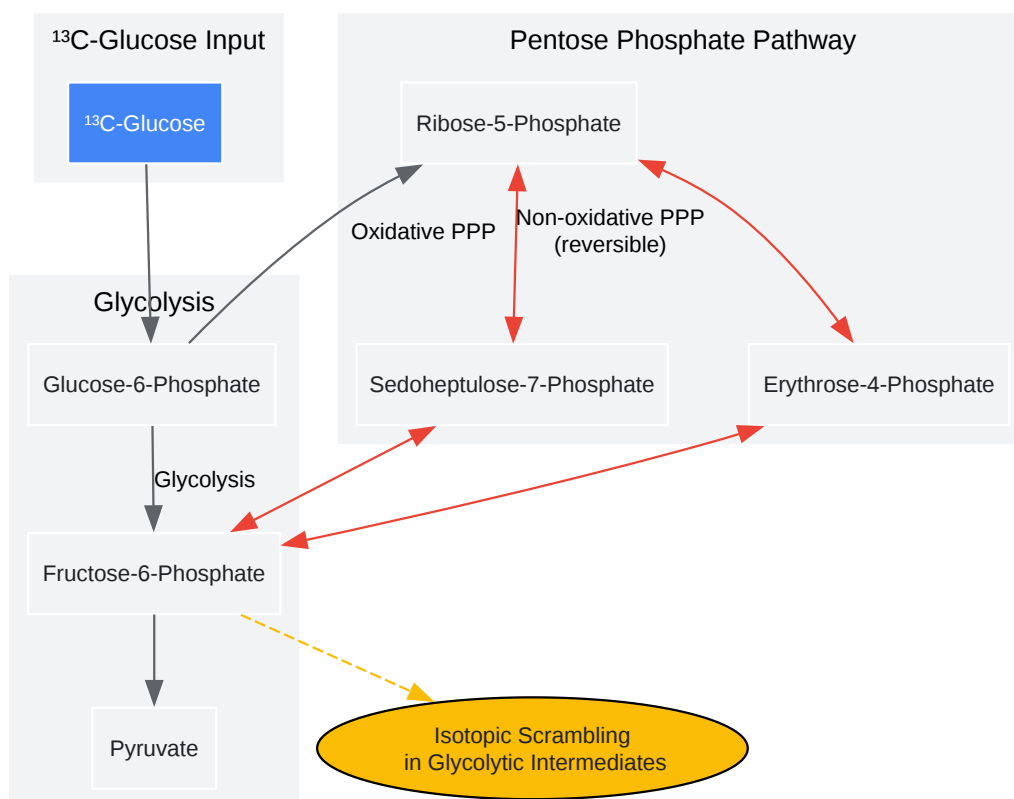 ¹³C-Glucose Input
Pentose Phosphate Pathway
¹³C-Glucose
Ribose-5-Phosphate
Oxidative PPP
Non-oxidative PPP
(reversible)
Glycolysis
Glucose-6-Phosphate
Sedoheptulose-7-Phosphate
Erythrose-4-Phosphate
Glycolysis
Fructose-6-Phosphate
Pyruvate
Isotopic Scrambling
in Glycolytic Intermediates